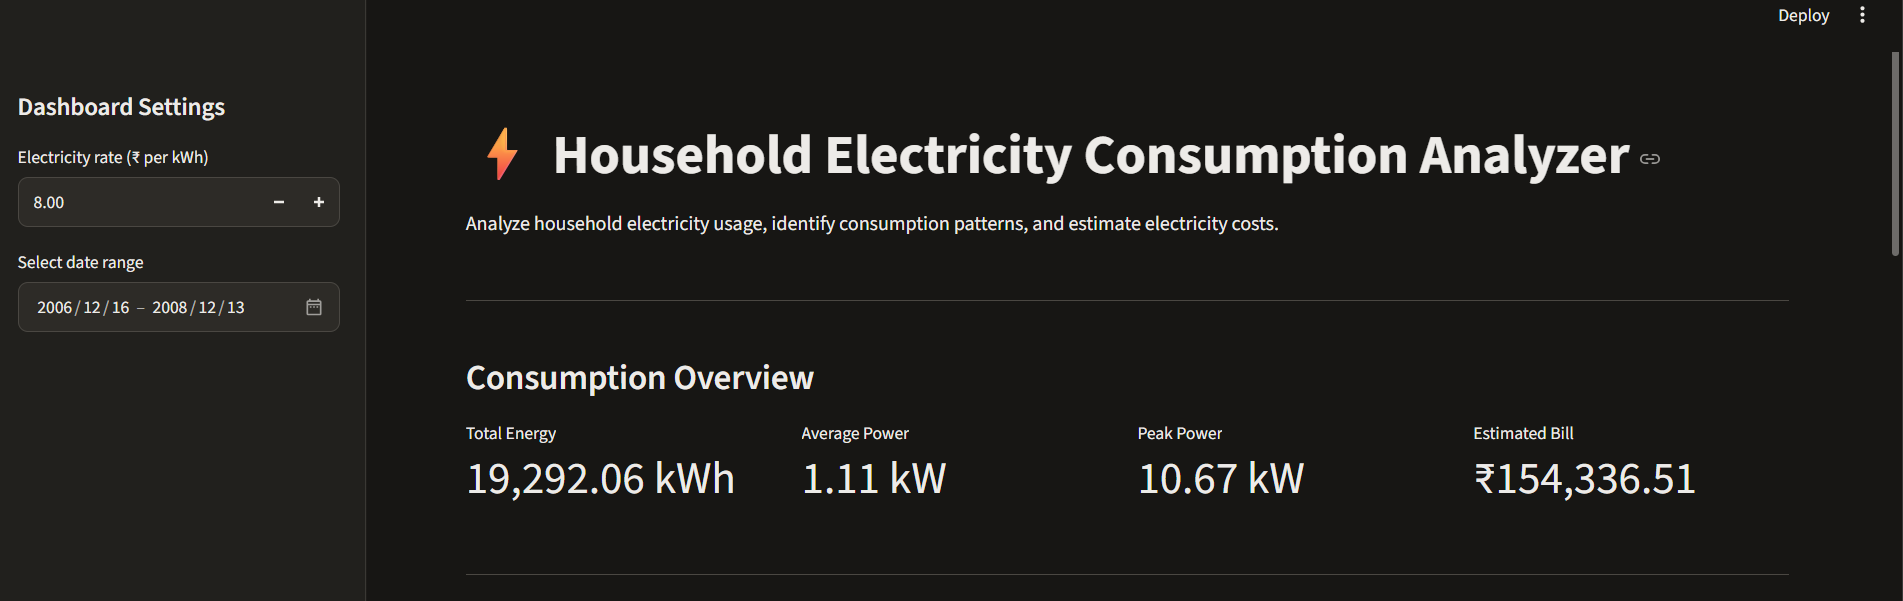 Deploy
Dashboard Settings
Electricity rate (₹ per kWh)
8.00
Select date range
2006/12/16 – 2008/12/13
Household Electricity Consumption Analyzer
Analyze household electricity usage, identify consumption patterns, and estimate electricity costs.
Consumption Overview
Total Energy
19,292.06 kWh
Average Power
1.11 kW
Peak Power
10.67 kW
Estimated Bill
₹154,336.51